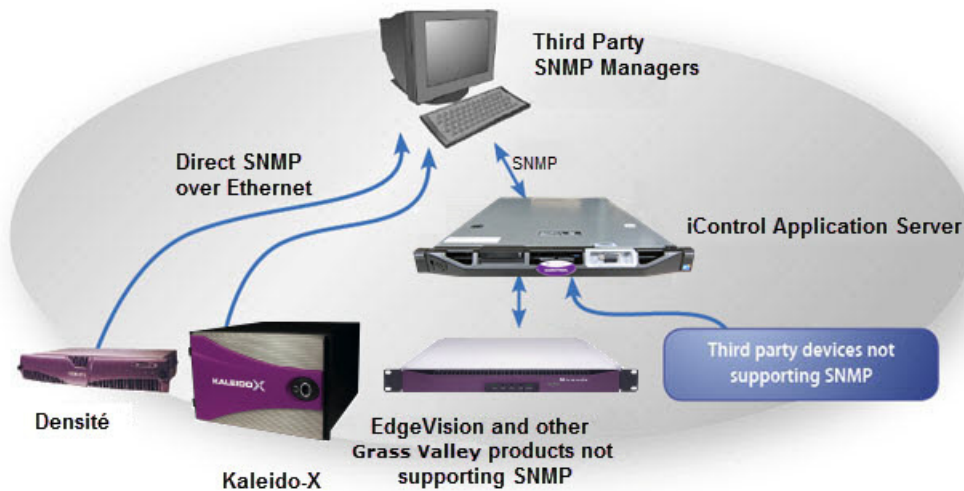 Third Party
SNMP Managers
Direct SNMP
over Ethernet
SNMP
iControl Application Server
Third party devices not
supporting SNMP
KALEIDOX
Densité
EdgeVision and other
Grass Valley products not
supporting SNMP
Kaleido-X